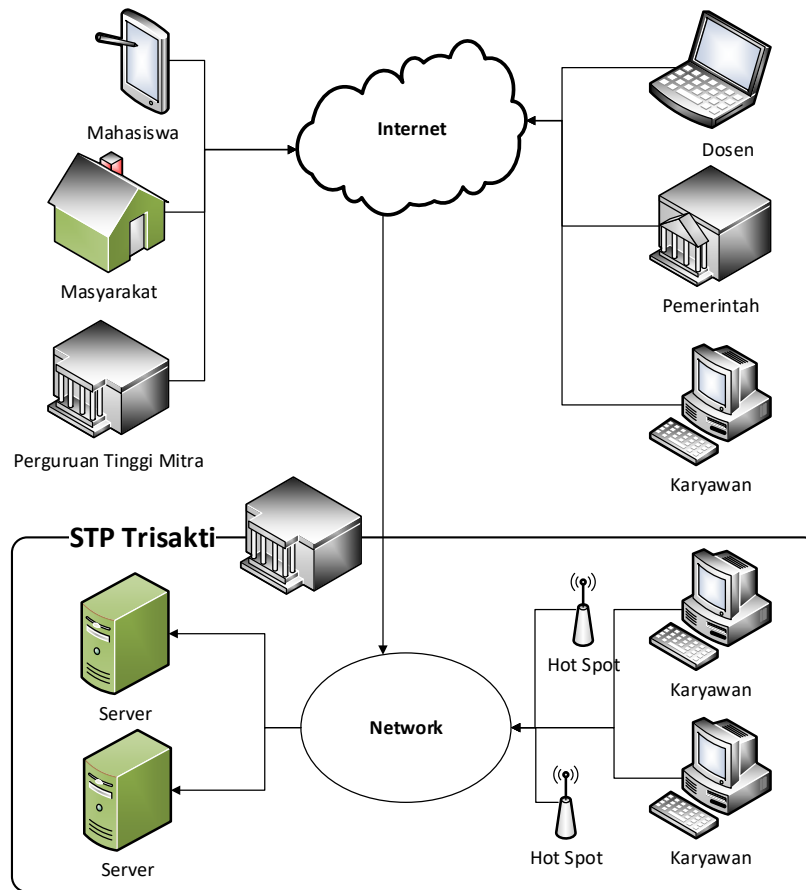 Mahasiswa
Internet
Dosen
Masyarakat
Pemerintah
Perguruan Tinggi Mitra
Karyawan
STP Trisakti
Hot Spot
Karyawan
Server
Network
Hot Spot
Karyawan
Server